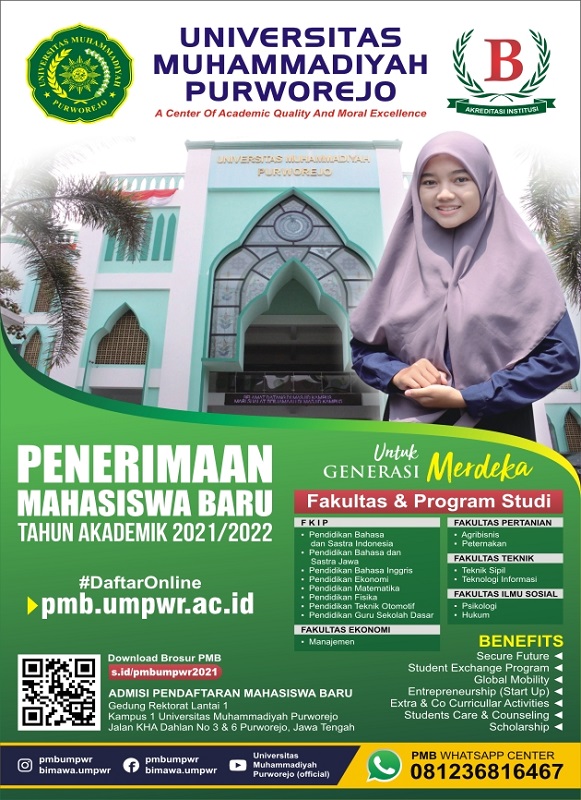 UNIVERSITAS MUHAMMADIYAH
PURWOREJO
UNIVERSITAS
MUHAMMADIYAH
PURWOREJO
A Center Of Academic Quality And Moral Excellence
B
AKREDITASI INSTITUSI
UNIVERSITAS MUHAMMADIYAH
PURWOREJO
PENERIMAAN
MAHASISWA BARU
TAHUN AKADEMIK 2021/2022
#DaftarOnline
pmb.umpwr.ac.id
Untuk
GENERASI Merdeka
Fakultas & Program Studi
F K I P
• Pendidikan Bahasa
dan Sastra Indonesia
• Pendidikan Bahasa dan
Sastra Jawa
• Pendidikan Bahasa Inggris
• Pendidikan Ekonomi
• Pendidikan Matematika
• Pendidikan Fisika
• Pendidikan Teknik Otomotif
• Pendidikan Guru Sekolah Dasar
FAKULTAS EKONOMI
• Manajemen
FAKULTAS PERTANIAN
• Agribisnis
• Peternakan
FAKULTAS TEKNIK
• Teknik Sipil
• Teknologi Informasi
FAKULTAS ILMU SOSIAL
• Psikologi
• Hukum
BENEFITS
Secure Future
Student Exchange Program
Global Mobility
Entrepreneurship (Start Up)
Extra & Co Curricullar Activities
Students Care & Counseling
Scholarship
Download Brosur PMB
s.id/pmbumpwr2021
ADMISI PENDAFTARAN MAHASISWA BARU
Gedung Rektorat Lantai 1
Kampus 1 Universitas Muhammadiyah Purworejo
Jalan KHA Dahlan No 3 & 6 Purworejo, Jawa Tengah
pmbumpwr
bimawa.umpwr
pmbumpwr
bimawa.umpwr
Universitas
Muhammadiyah
Purworejo (official)
PMB WHATSAPP CENTER
081236816467